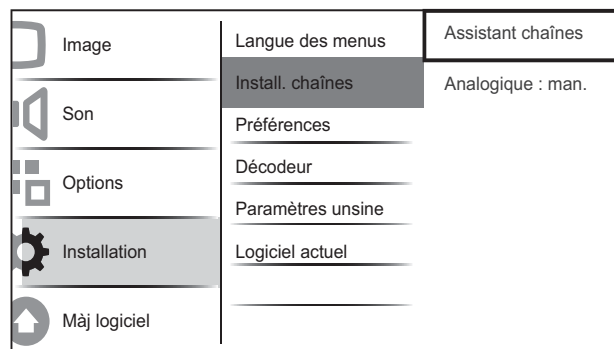 Image
Son
Options
Installation
Màj logiciel
Langue des menus
Install. chaînes
Préférences
Décodeur
Paramètres unsine
Logiciel actuel
Assistant chaînes
Analogique : man.